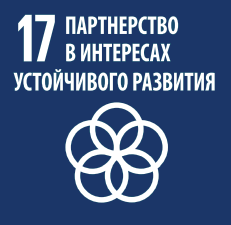 17 ПАРТНЕРСТВО
В ИНТЕРЕСАХ
УСТОЙЧИВОГО РАЗВИТИЯ